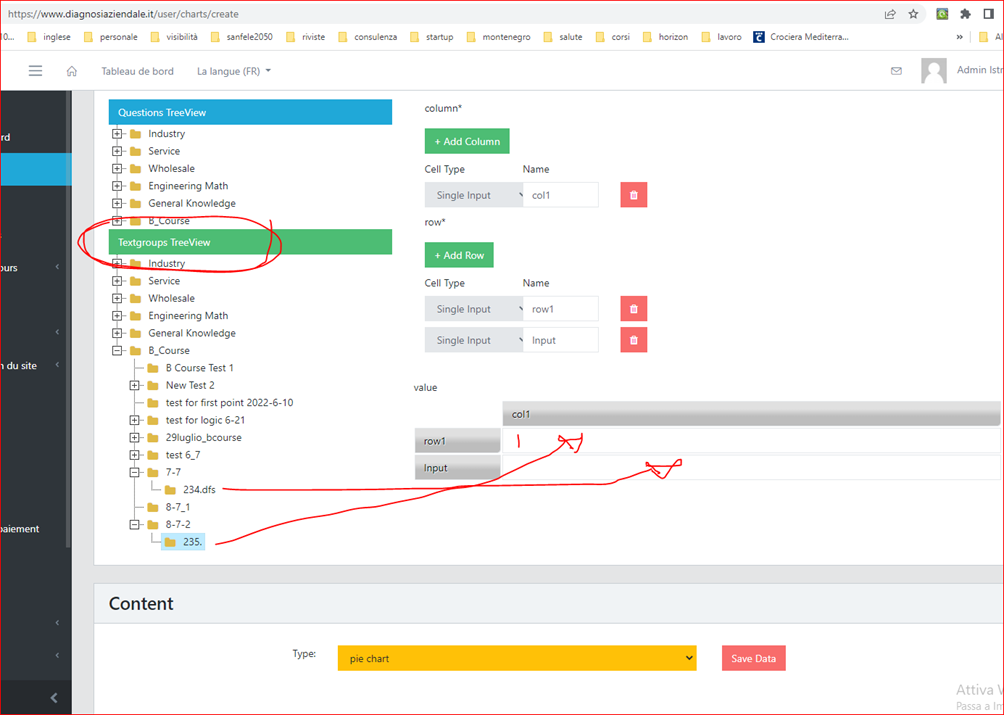 https://www.diagnosiaziendale.it/user/charts/create
10... inglese personale visibilità sanfele2050 riviste consulenza startup montenegro salute corsi horizon lavoro Crociera Mediterra... »
Tableau de bord La langue (FR) Admin Istr
Questions TreeView
Industry
Service
Wholesale
Engineering Math
General Knowledge
B_Course
Textgroups TreeView
Industry
Service
Wholesale
Engineering Math
General Knowledge
B_Course
B Course Test 1
New Test 2
test for first point 2022-6-10
test for logic 6-21
29luglio_bcourse
test 6_7
7-7
234.dfs
8-7_1
8-7-2
235.
rd
ours
n du site
paiement
column*
+ Add Column
Cell Type Name
Single Input col1
row*
+ Add Row
Cell Type Name
Single Input row1
Single Input Input
value
col1
row1
Input
Content
Type: pie chart Save Data
Attiva
Passa a Im